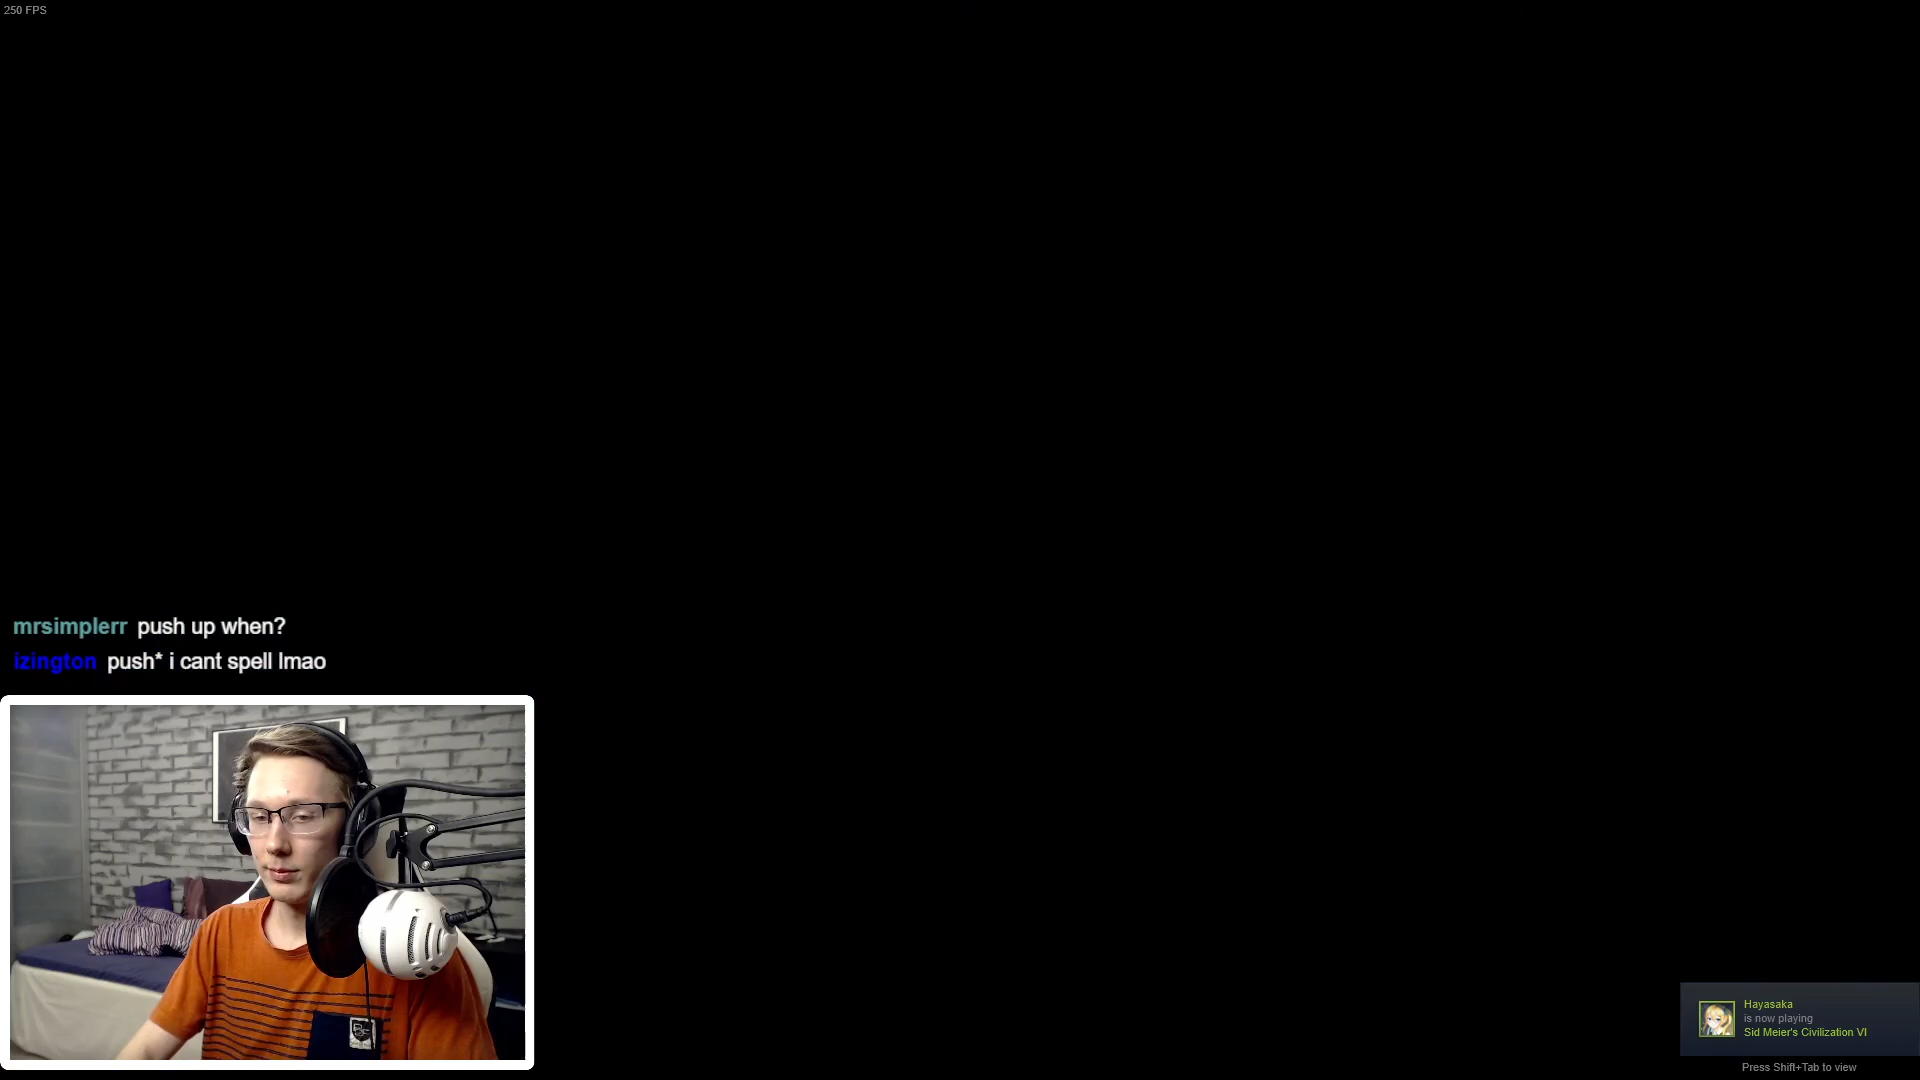 250 FPS
mrsimplerr push up when?
izington push* i cant spell lmao
Hayasaka
is now playing
Sid Meier's Civilization VI
Press Shift+Tab to view